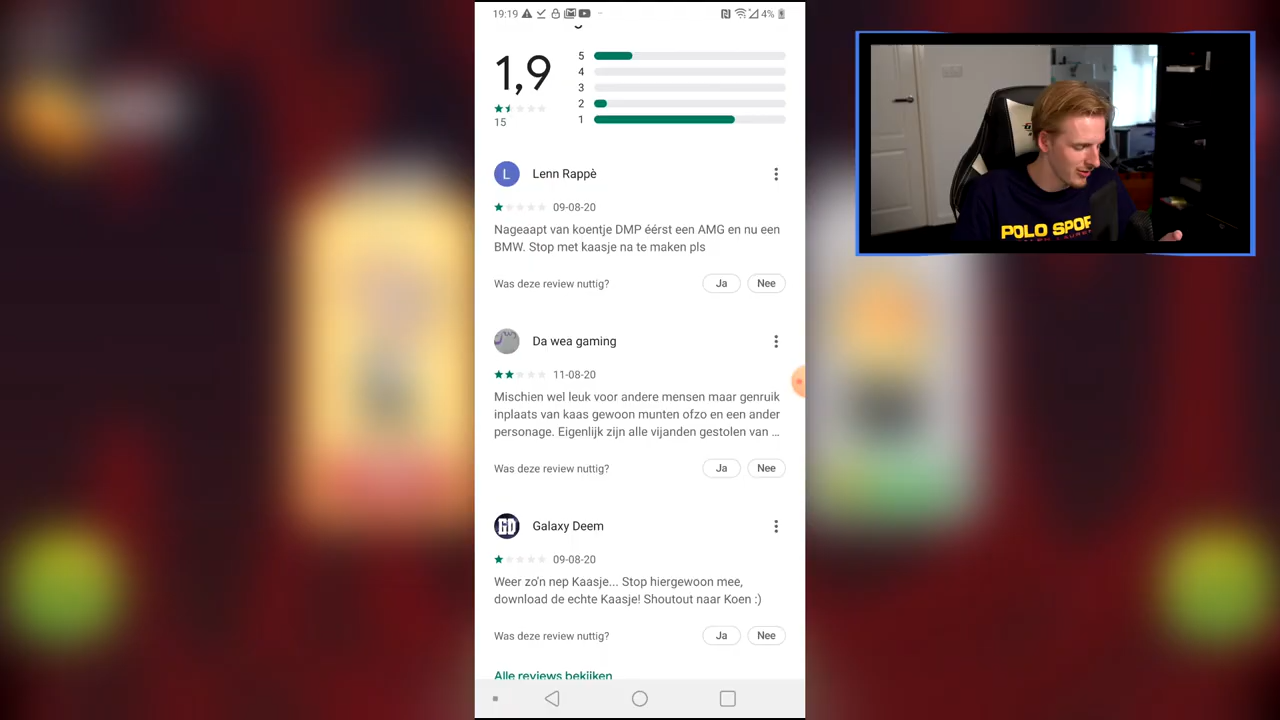 19:19
4%
1,9
5
4
3
2
15
1
L
Lenn Rappè
09-08-20
Nageaapt van koentje DMP éérst een AMG en nu een
BMW. Stop met kaasje na te maken pls
Was deze review nuttig?
Ja
Nee
Da wea gaming
11-08-20
Mischien wel leuk voor andere mensen maar genruik
inplaats van kaas gewoon munten ofzo en een ander
personage. Eigenlijk zijn alle vijanden gestolen van ...
Was deze review nuttig?
Ja
Nee
GD
Galaxy Deem
09-08-20
Weer zo'n nep Kaasje... Stop hiergewoon mee,
download de echte Kaasje! Shoutout naar Koen :)
Was deze review nuttig?
Ja
Nee
Alle reviews bekijken
POLO SPOR